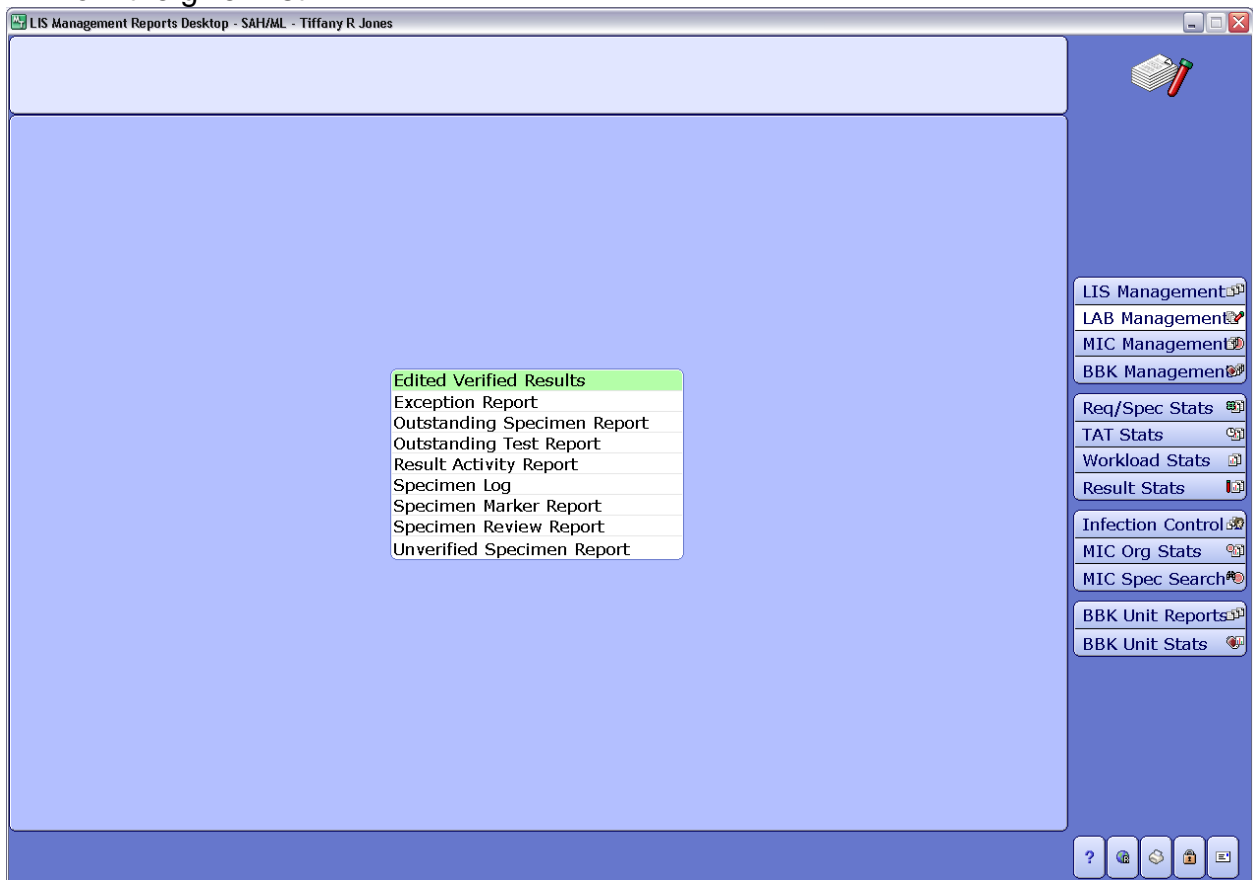 LIS Management Reports Desktop - SAH/ML - Tiffany R Jones
Edited Verified Results
Exception Report
Outstanding Specimen Report
Outstanding Test Report
Result Activity Report
Specimen Log
Specimen Marker Report
Specimen Review Report
Unverified Specimen Report
LIS Management
LAB Management
MIC Management
BBK Management
Req/Spec Stats
TAT Stats
Workload Stats
Result Stats
Infection Control
MIC Org Stats
MIC Spec Search
BBK Unit Reports
BBK Unit Stats
?